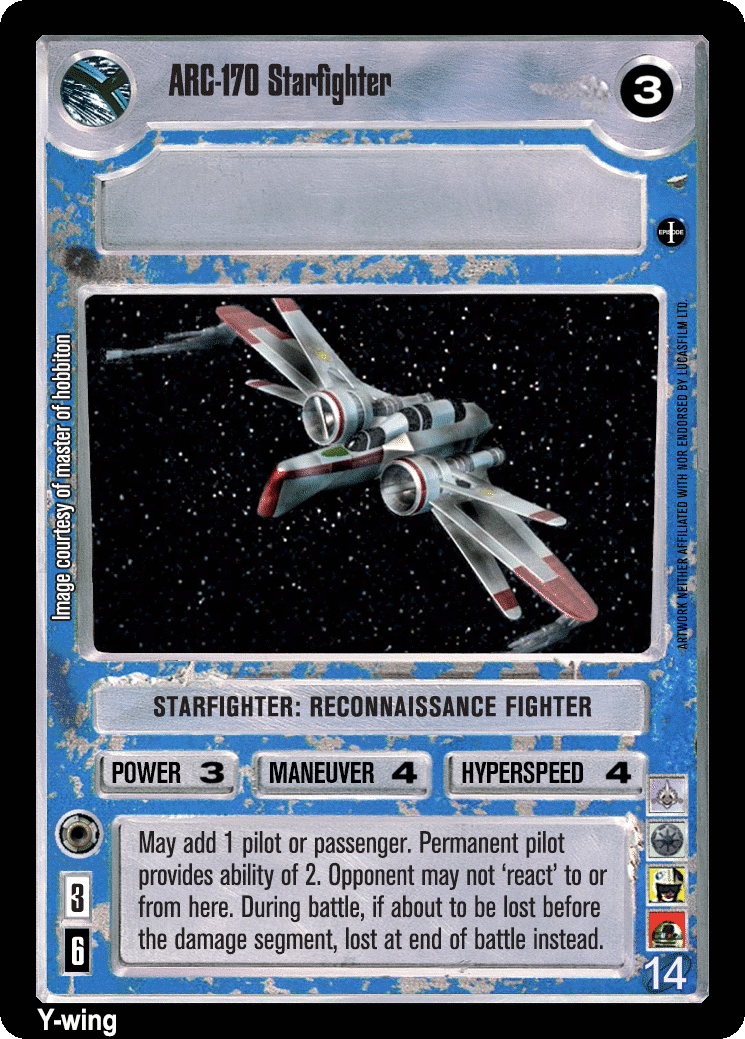 ARC-170 Starfighter
3
EPISODE
I
Image courtesy of master of hobbiton
ARTWORK NEITHER AFFILIATED WITH NOR ENDORSED BY LUCASFILM LTD.
STARFIGHTER: RECONNAISSANCE FIGHTER
POWER 3
MANEUVER 4
HYPERSPEED 4
May add 1 pilot or passenger. Permanent pilot
provides ability of 2. Opponent may not ‘react’ to or
from here. During battle, if about to be lost before
the damage segment, lost at end of battle instead.
3
6
14
Y-wing